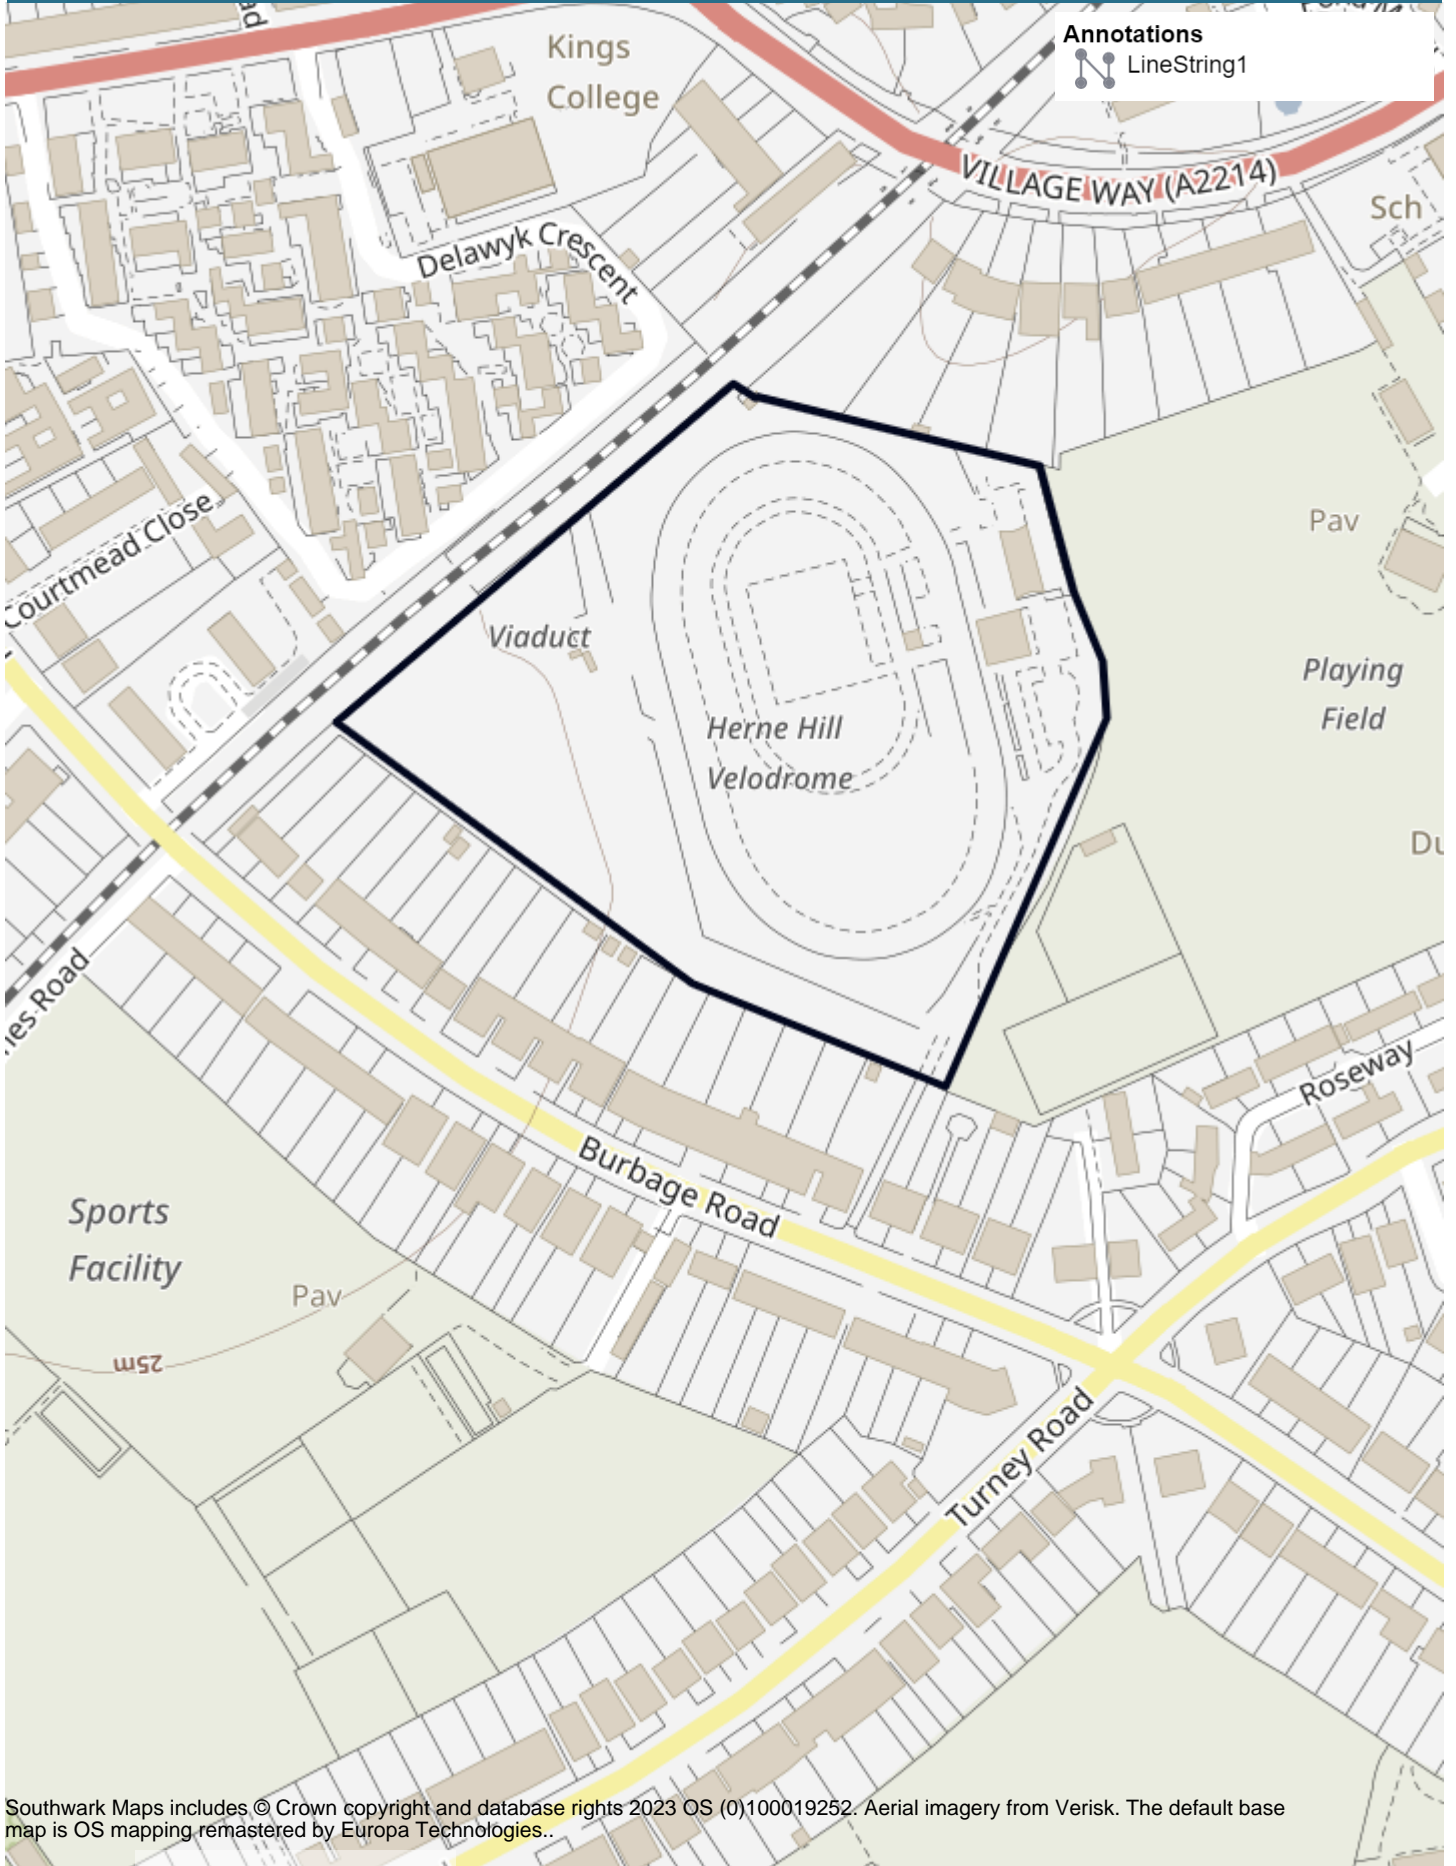 Annotations
LineString1
Kings
College
VILLAGE WAY (A2214)
Sch
Delawyk Crescent
Courtmead Close
Pav
Viaduct
Playing
Field
Herne Hill
Velodrome
Roseway
Burbage Road
Sports
Facility
Pav
25m
Turney Road
Southwark Maps includes © Crown copyright and database rights 2023 OS (0)100019252. Aerial imagery from Verisk. The default base
map is OS mapping remastered by Europa Technologies..